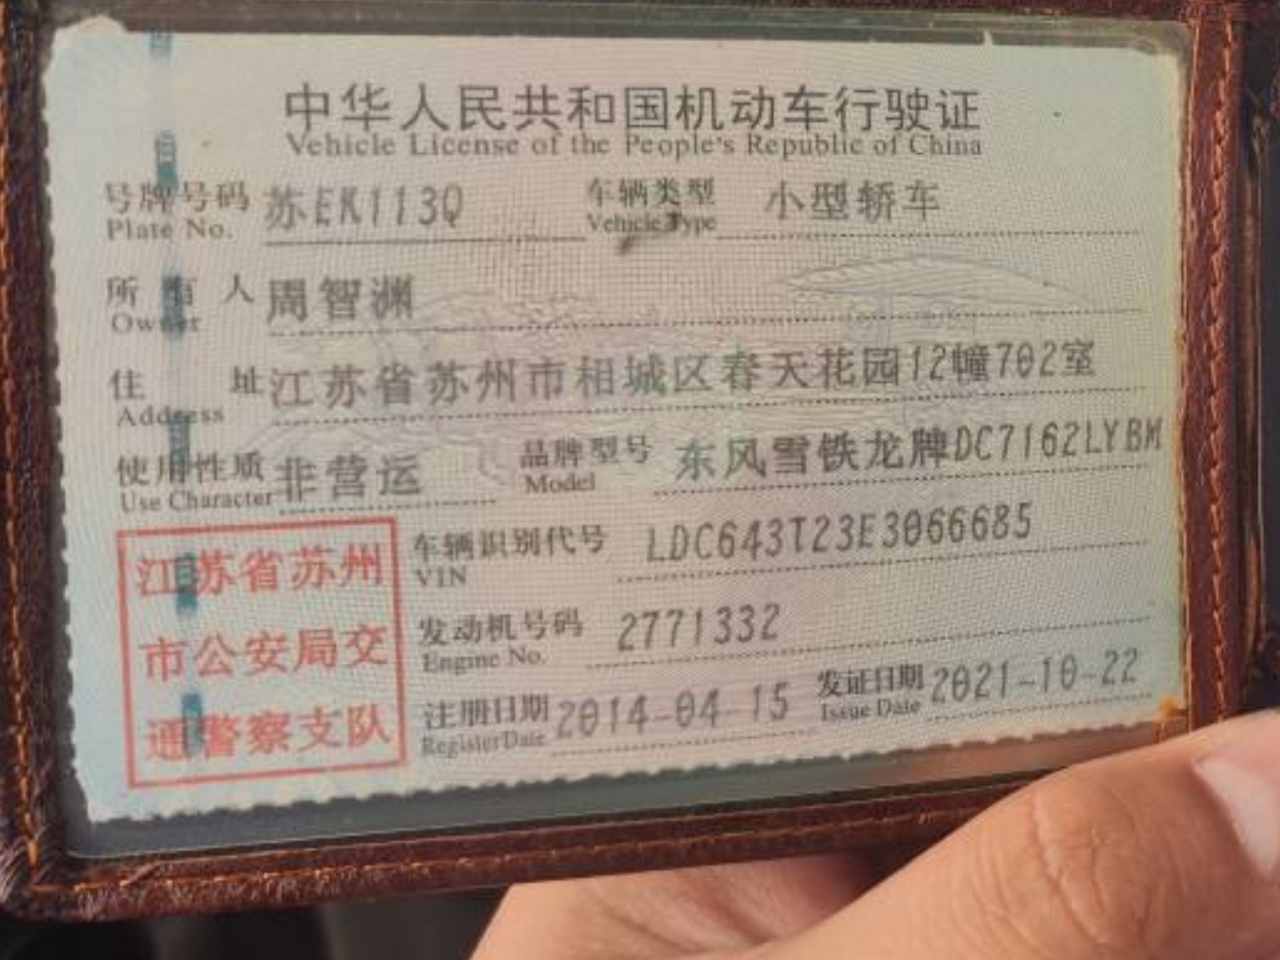 中华人民共和国机动车行驶证
Vehicle License of the People's Republic of China
号牌号码 苏EK113Q 车辆类型 小型轿车
Plate No. Vehicle Type
所有人 周智渊
Owner
住址 江苏省苏州市相城区春天花园12幢702室
Address
使用性质 非营运 品牌型号 东风雪铁龙牌DC7162LYBM
Use Character Model
江苏省苏州
市公安局交
通警察支队
车辆识别代号 LDC643T23E3066685
VIN
发动机号码 2771332
Engine No.
注册日期 2014-04-15 发证日期 2021-10-22
Register Date Issue Date